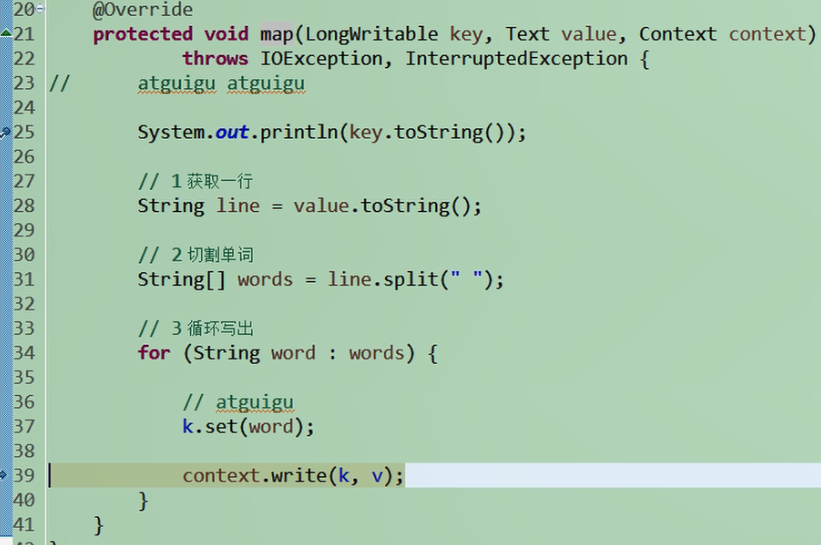 20 @Override
21 protected void map(LongWritable key, Text value, Context context)
22 throws IOException, InterruptedException {
23 // atguigu atguigu
24
25 System.out.println(key.toString());
26
27 // 1 获取一行
28 String line = value.toString();
29
30 // 2 切割单词
31 String[] words = line.split(" ");
32
33 // 3 循环写出
34 for (String word : words) {
35
36 // atguigu
37 k.set(word);
38
39 context.write(k, v);
40 }
41 }